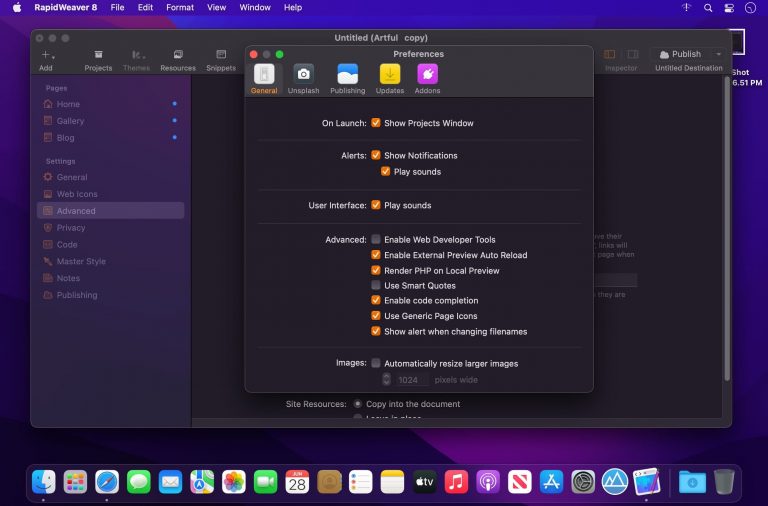 RapidWeaver 8 File Edit Format View Window Help
Untitled (Artful copy)
Add Projects Themes Resources Snippets
Inspector
Publish
Untitled Destination
Shot
6.51 PM
Pages
Home
Gallery
Blog
Settings
General
Web Icons
Advanced
Privacy
Code
Master Style
Notes
Publishing
Preferences
General Unsplash Publishing Updates Addons
On Launch: Show Projects Window
Alerts: Show Notifications
Play sounds
User Interface: Play sounds
Advanced: Enable Web Developer Tools
Enable External Preview Auto Reload
Render PHP on Local Preview
Use Smart Quotes
Enable code completion
Use Generic Page Icons
Show alert when changing filenames
Images: Automatically resize larger images
1024 pixels wide
ave their
, links will
page when
they are
Site Resources: Copy into the document
Leave in place
JUN
28
tv